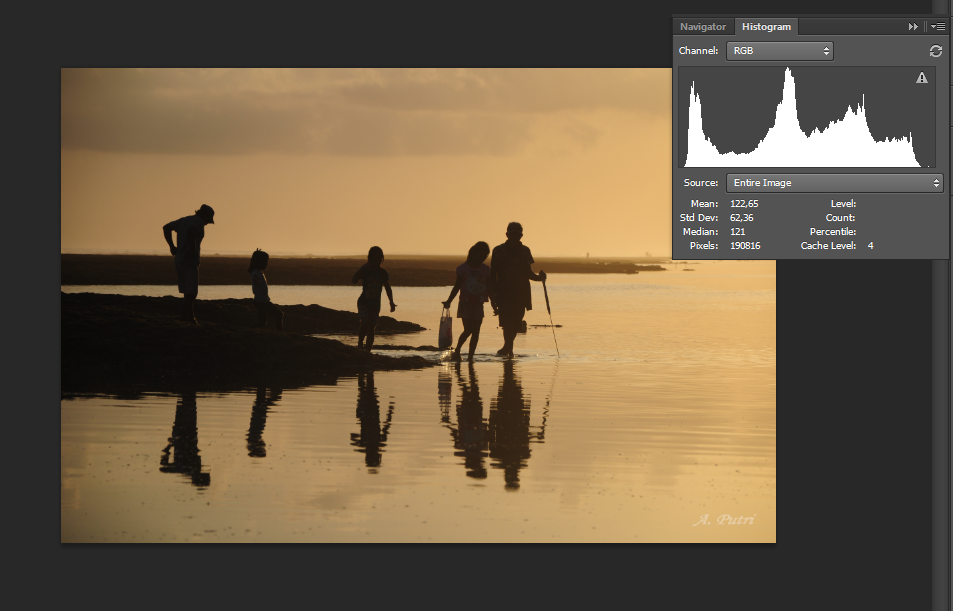 Navigator Histogram
Channel: RGB
Source: Entire Image
Mean: 122,65 Level:
Std Dev: 62,36 Count:
Median: 121 Percentile:
Pixels: 190816 Cache Level: 4
A. Putri